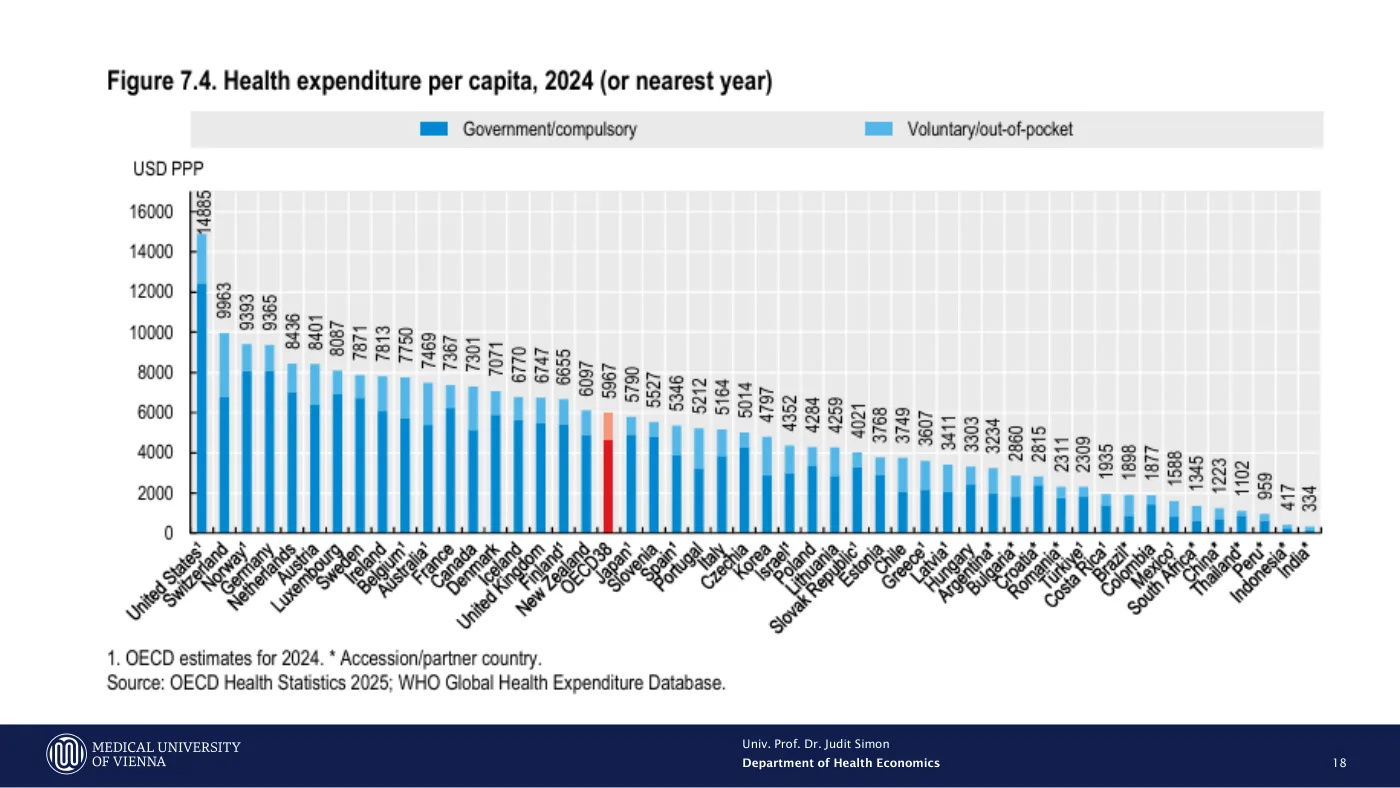 Figure 7.4. Health expenditure per capita, 2024 (or nearest year)
Government/compulsory
Voluntary/out-of-pocket
USD PPP
16000
14000
12000
10000
8000
6000
4000
2000
0
14885
9963
9393
9365
8436
8401
8087
7871
7813
7750
7469
7367
7301
7071
6770
6747
6655
6097
5967
5790
5527
5346
5212
5164
5014
4797
4352
4284
4259
4021
3768
3749
3607
3411
3303
3234
2860
2815
2311
2309
1935
1898
1877
1588
1345
1223
1102
959
417
334
United States¹
Switzerland
Norway¹
Germany
Netherlands
Austria
Luxembourg
Sweden
Ireland
Belgium¹
Australia¹
France
Canada
Denmark
Iceland
United Kingdom
Finland¹
New Zealand
OECD38
Japan¹
Slovenia
Spain¹
Portugal
Italy
Czechia
Korea
Israel¹
Poland
Lithuania
Slovak Republic¹
Estonia
Chile
Greece¹
Latvia¹
Hungary
Argentina*
Bulgaria*
Croatia*
Romania*
Türkiye¹
Costa Rica¹
Brazil*
Colombia
Mexico¹
South Africa*
China*
Thailand*
Peru*
Indonesia*
India*
1. OECD estimates for 2024. * Accession/partner country.
Source: OECD Health Statistics 2025; WHO Global Health Expenditure Database.
MEDICAL UNIVERSITY
OF VIENNA
Univ. Prof. Dr. Judit Simon
Department of Health Economics
18